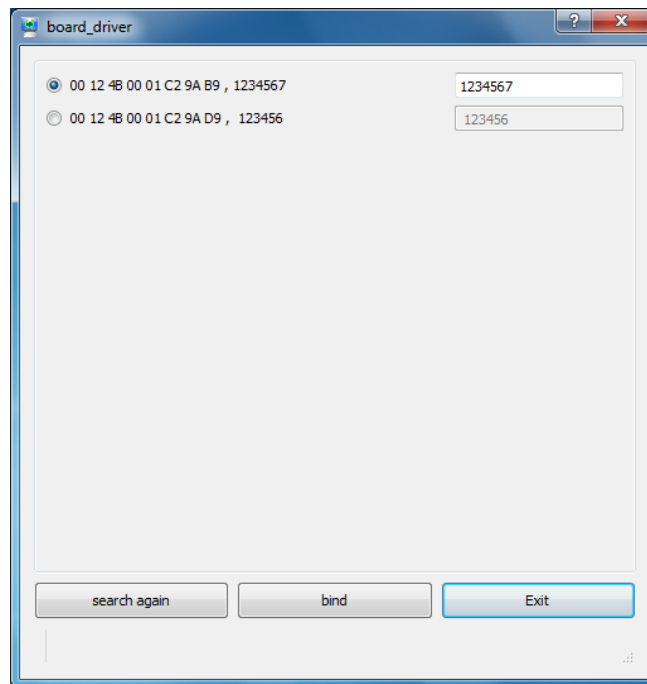 board_driver
00 12 4B 00 01 C2 9A B9 , 1234567 1234567
00 12 4B 00 01 C2 9A D9 , 123456 123456
search again bind Exit